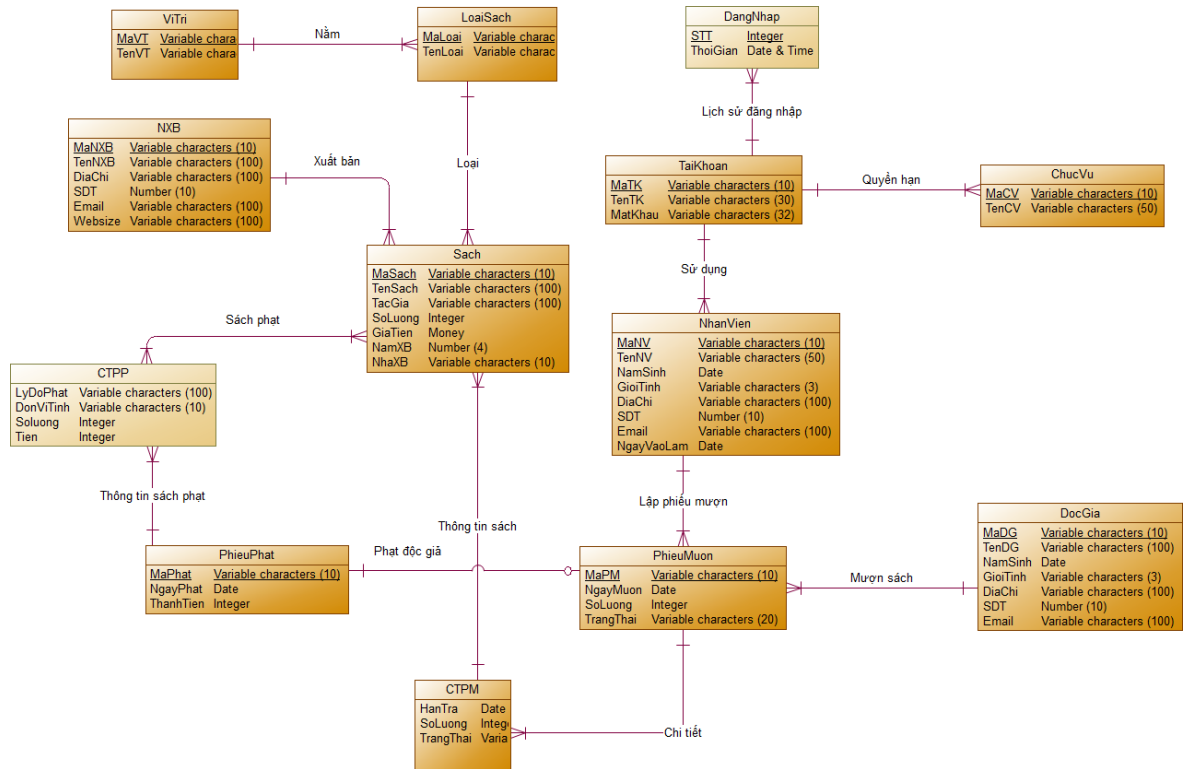 ViTri
MaVT Variable chara
TenVT Variable chara
Nằm
LoaiSach
MaLoai Variable charac
TenLoai Variable charac
DangNhap
STT Integer
ThoiGian Date & Time
Lịch sử đăng nhập
NXB
MaNXB Variable characters (10)
TenNXB Variable characters (100)
DiaChi Variable characters (100)
SDT Number (10)
Email Variable characters (100)
Websize Variable characters (100)
Xuất bản
Loại
TaiKhoan
MaTK Variable characters (10)
TenTK Variable characters (30)
MatKhau Variable characters (32)
Quyền hạn
ChucVu
MaCV Variable characters (10)
TenCV Variable characters (50)
Sách phạt
Sach
MaSach Variable characters (10)
TenSach Variable characters (100)
TacGia Variable characters (100)
SoLuong Integer
GiaTien Money
NamXB Number (4)
NhaXB Variable characters (10)
Sử dụng
NhanVien
MaNV Variable characters (10)
TenNV Variable characters (50)
NamSinh Date
GioiTinh Variable characters (3)
DiaChi Variable characters (100)
SDT Number (10)
Email Variable characters (100)
NgayVaoLam Date
CTPP
LyDoPhat Variable characters (100)
DonViTinh Variable characters (10)
Soluong Integer
Tien Integer
Thông tin sách phạt
Thông tin sách
Lập phiếu mượn
PhieuPhat
MaPhat Variable characters (10)
NgayPhat Date
ThanhTien Integer
Phạt độc giả
PhieuMuon
MaPM Variable characters (10)
NgayMuon Date
SoLuong Integer
TrangThai Variable characters (20)
Mượn sách
DocGia
MaDG Variable characters (10)
TenDG Variable characters (100)
NamSinh Date
GioiTinh Variable characters (3)
DiaChi Variable characters (100)
SDT Number (10)
Email Variable characters (100)
CTPM
HanTra Date
SoLuong Integ
TrangThai Varia
Chi tiết